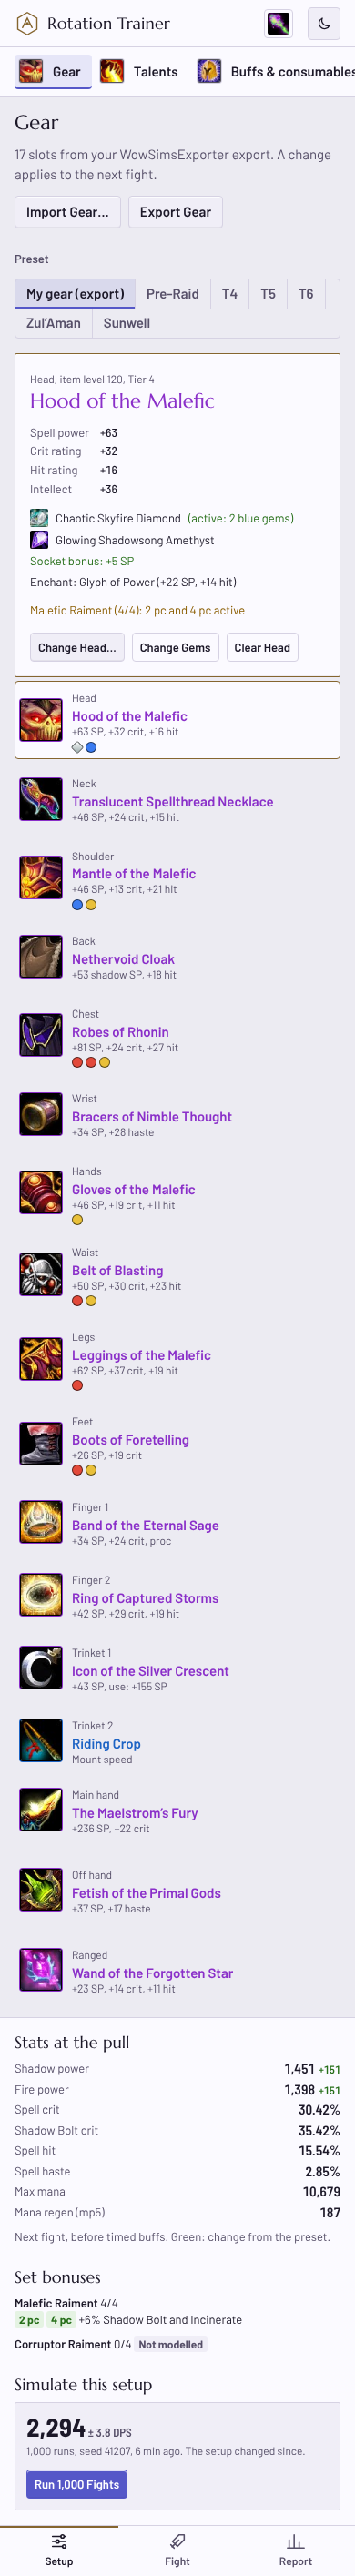 Rotation Trainer
Gear Talents Buffs & consumables
Gear
17 slots from your WowSimsExporter export. A change
applies to the next fight.
Import Gear... Export Gear
Preset
My gear (export) Pre-Raid T4 T5 T6
Zul'Aman Sunwell
Head, item level 120, Tier 4
Hood of the Malefic
Spell power +63
Crit rating +32
Hit rating +16
Intellect +36
Chaotic Skyfire Diamond (active: 2 blue gems)
Glowing Shadowsong Amethyst
Socket bonus: +5 SP
Enchant: Glyph of Power (+22 SP, +14 hit)
Malefic Raiment (4/4): 2 pc and 4 pc active
Change Head... Change Gems Clear Head
Head
Hood of the Malefic
+63 SP, +32 crit, +16 hit
Neck
Translucent Spellthread Necklace
+46 SP, +24 crit, +15 hit
Shoulder
Mantle of the Malefic
+46 SP, +13 crit, +21 hit
Back
Nethervoid Cloak
+53 shadow SP, +18 hit
Chest
Robes of Rhonin
+81 SP, +24 crit, +27 hit
Wrist
Bracers of Nimble Thought
+34 SP, +28 haste
Hands
Gloves of the Malefic
+46 SP, +19 crit, +11 hit
Waist
Belt of Blasting
+50 SP, +30 crit, +23 hit
Legs
Leggings of the Malefic
+62 SP, +37 crit, +19 hit
Feet
Boots of Foretelling
+26 SP, +19 crit
Finger 1
Band of the Eternal Sage
+34 SP, +24 crit, proc
Finger 2
Ring of Captured Storms
+42 SP, +29 crit, +19 hit
Trinket 1
Icon of the Silver Crescent
+43 SP, use: +155 SP
Trinket 2
Riding Crop
Mount speed
Main hand
The Maelstrom's Fury
+236 SP, +22 crit
Off hand
Fetish of the Primal Gods
+37 SP, +17 haste
Ranged
Wand of the Forgotten Star
+23 SP, +14 crit, +11 hit
Stats at the pull
Shadow power 1,451 +151
Fire power 1,398 +151
Spell crit 30.42%
Shadow Bolt crit 35.42%
Spell hit 15.54%
Spell haste 2.85%
Max mana 10,679
Mana regen (mp5) 187
Next fight, before timed buffs. Green: change from the preset.
Set bonuses
Malefic Raiment 4/4
2 pc 4 pc +6% Shadow Bolt and Incinerate
Corruptor Raiment 0/4 Not modelled
Simulate this setup
2,294 ± 3.8 DPS
1,000 runs, seed 41207, 6 min ago. The setup changed since.
Run 1,000 Fights
Setup Fight Report